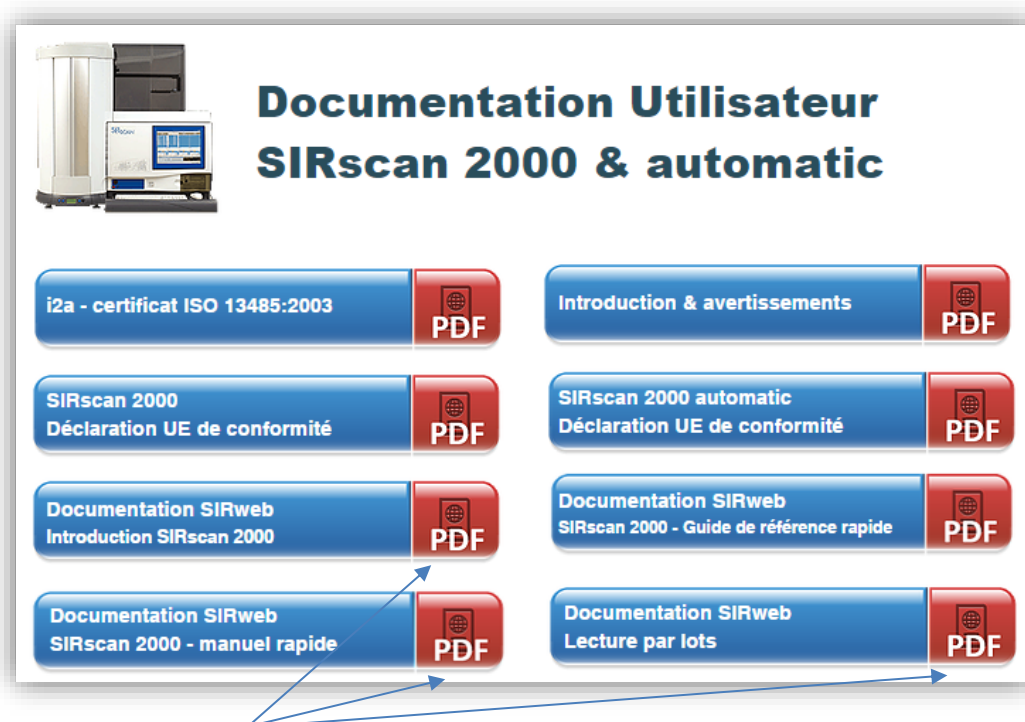 SIRscan
Documentation Utilisateur
SIRscan 2000 & automatic
i2a - certificat ISO 13485:2003
PDF
Introduction & avertissements
PDF
SIRscan 2000
Déclaration UE de conformité
PDF
SIRscan 2000 automatic
Déclaration UE de conformité
PDF
Documentation SIRweb
Introduction SIRscan 2000
PDF
Documentation SIRweb
SIRscan 2000 - Guide de référence rapide
PDF
Documentation SIRweb
SIRscan 2000 - manuel rapide
PDF
Documentation SIRweb
Lecture par lots
PDF